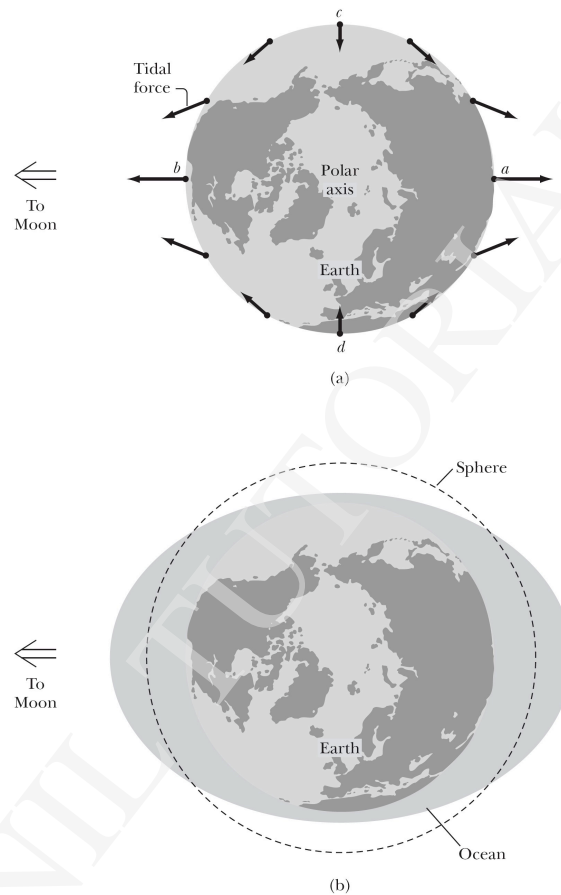 c
Tidal
force
b
a
To
Moon
Polar
axis
Earth
d
(a)
Sphere
To
Moon
Earth
Ocean
(b)